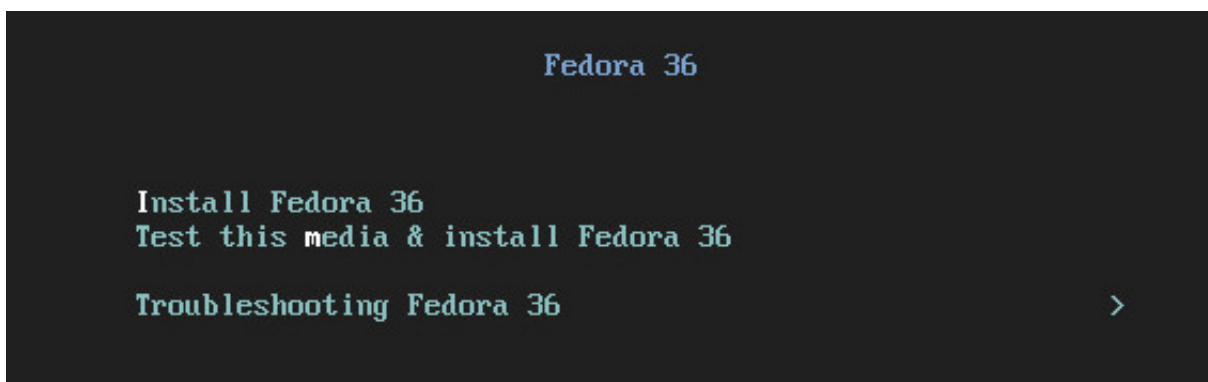 Fedora 36
Install Fedora 36
Test this media & install Fedora 36
Troubleshooting Fedora 36 >